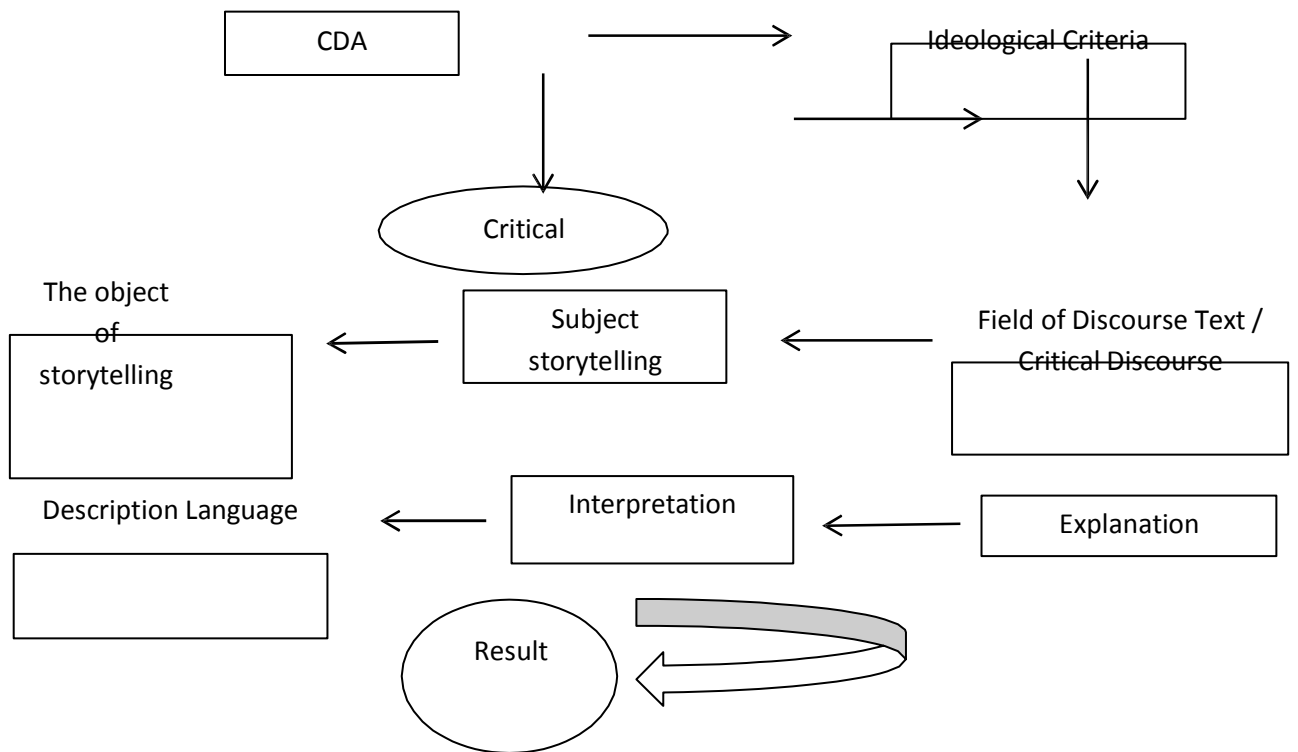 CDA
Ideological Criteria
Critical
The object
of
storytelling
Subject
storytelling
Field of Discourse Text /
Critical Discourse
Description Language
Interpretation
Explanation
Result